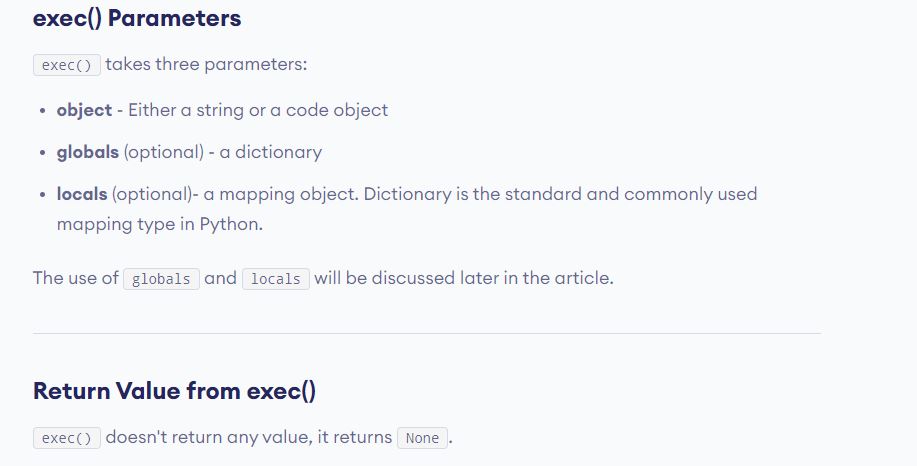 exec() Parameters
exec() takes three parameters:
• object - Either a string or a code object
• globals (optional) - a dictionary
• locals (optional)- a mapping object. Dictionary is the standard and commonly used
mapping type in Python.
The use of globals and locals will be discussed later in the article.
Return Value from exec()
exec() doesn't return any value, it returns None.